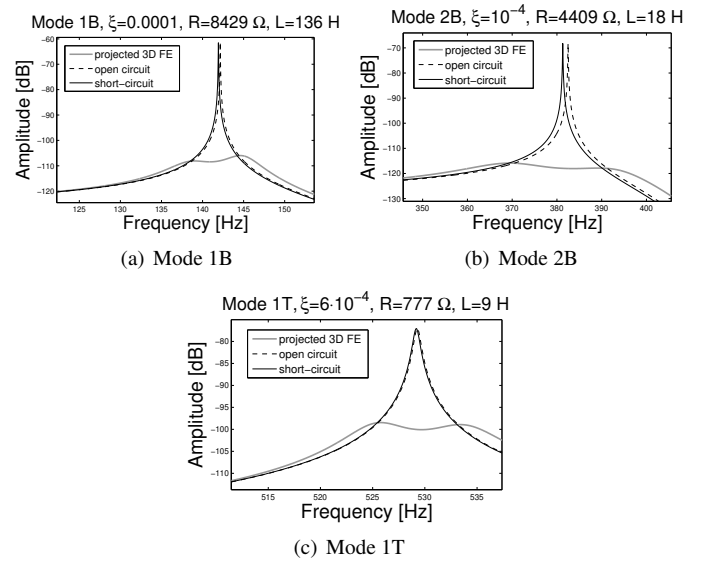 Mode 1B, ξ=0.0001, R=8429 Ω, L=136 H
Amplitude [dB]
−60
−70
−80
−90
−100
−110
−120
projected 3D FE
open circuit
short−circuit
125 130 135 140 145 150
Frequency [Hz]
(a) Mode 1B
Mode 2B, ξ=10−4, R=4409 Ω, L=18 H
Amplitude [dB]
−70
−80
−90
−100
−110
−120
−130
projected 3D FE
open circuit
short−circuit
350 360 370 380 390 400
Frequency [Hz]
(b) Mode 2B
Mode 1T, ξ=6·10−4, R=777 Ω, L=9 H
Amplitude [dB]
−80
−85
−90
−95
−100
−105
−110
projected 3D FE
open circuit
short−circuit
515 520 525 530 535
Frequency [Hz]
(c) Mode 1T